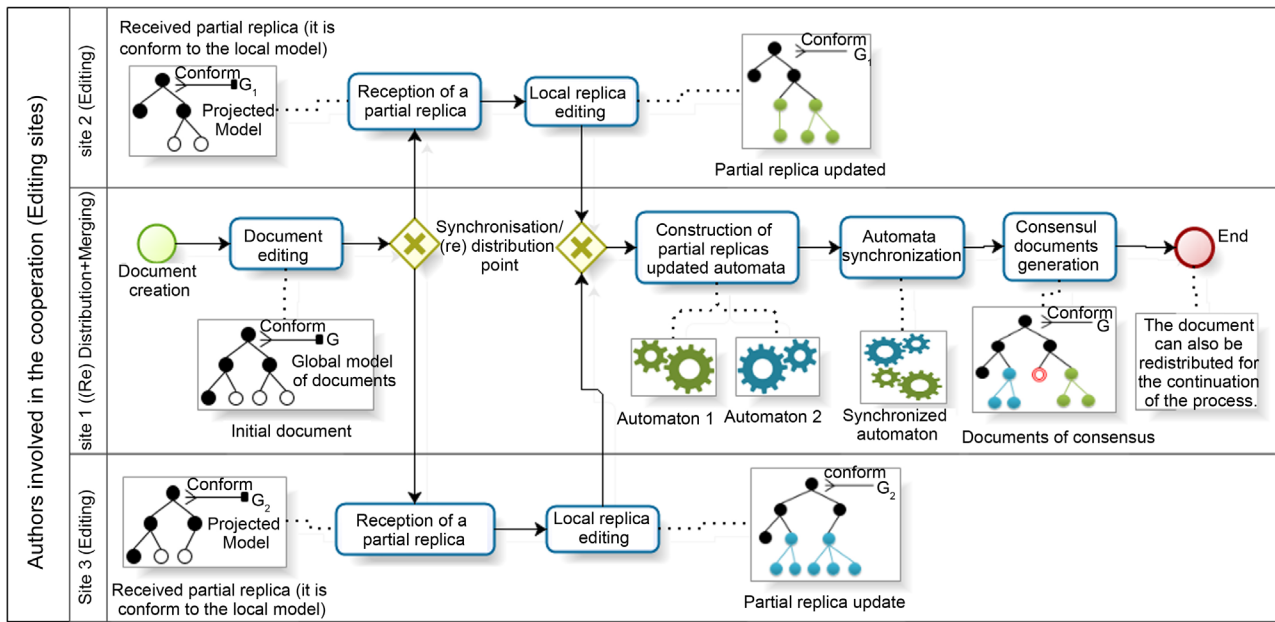 Authors involved in the cooperation (Editing sites)
site 2 (Editing)
Received partial replica (it is
conform to the local model)
Conform
G1
Projected
Model
Reception of a
partial replica
Local replica
editing
Conform
G1
Partial replica updated
site 1 ((Re) Distribution+Merging)
Document
creation
Document
editing
Conform
G
Global model
of documents
Initial document
Synchronisation/
(re) distribution
point
Construction of
partial replicas
updated automata
Automaton 1
Automaton 2
Automata
synchronization
Synchronized
automaton
Consensul
documents
generation
Conform
G
Documents of consensus
End
The document
can also be
redistributed for
the continuation
of the process.
Site 3 (Editing)
Conform
G2
Projected
Model
Received partial replica (it is
conform to the local model)
Reception of a
partial replica
Local replica
editing
conform
G2
Partial replica update